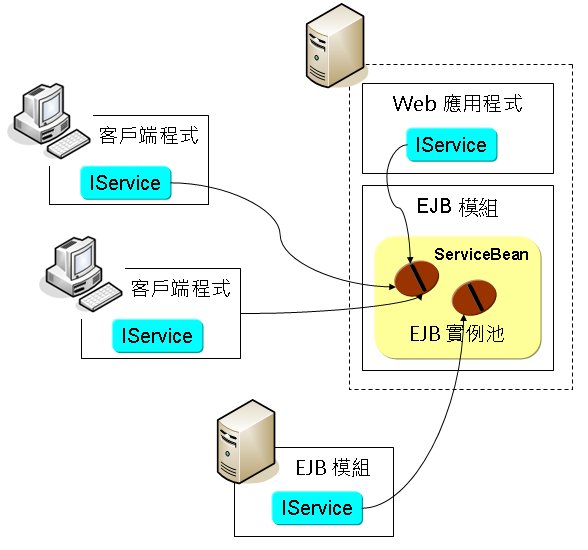 Web 應用程式
IService
客戶端程式
IService
EJB 模組
ServiceBean
EJB 實例池
客戶端程式
IService
EJB 模組
IService